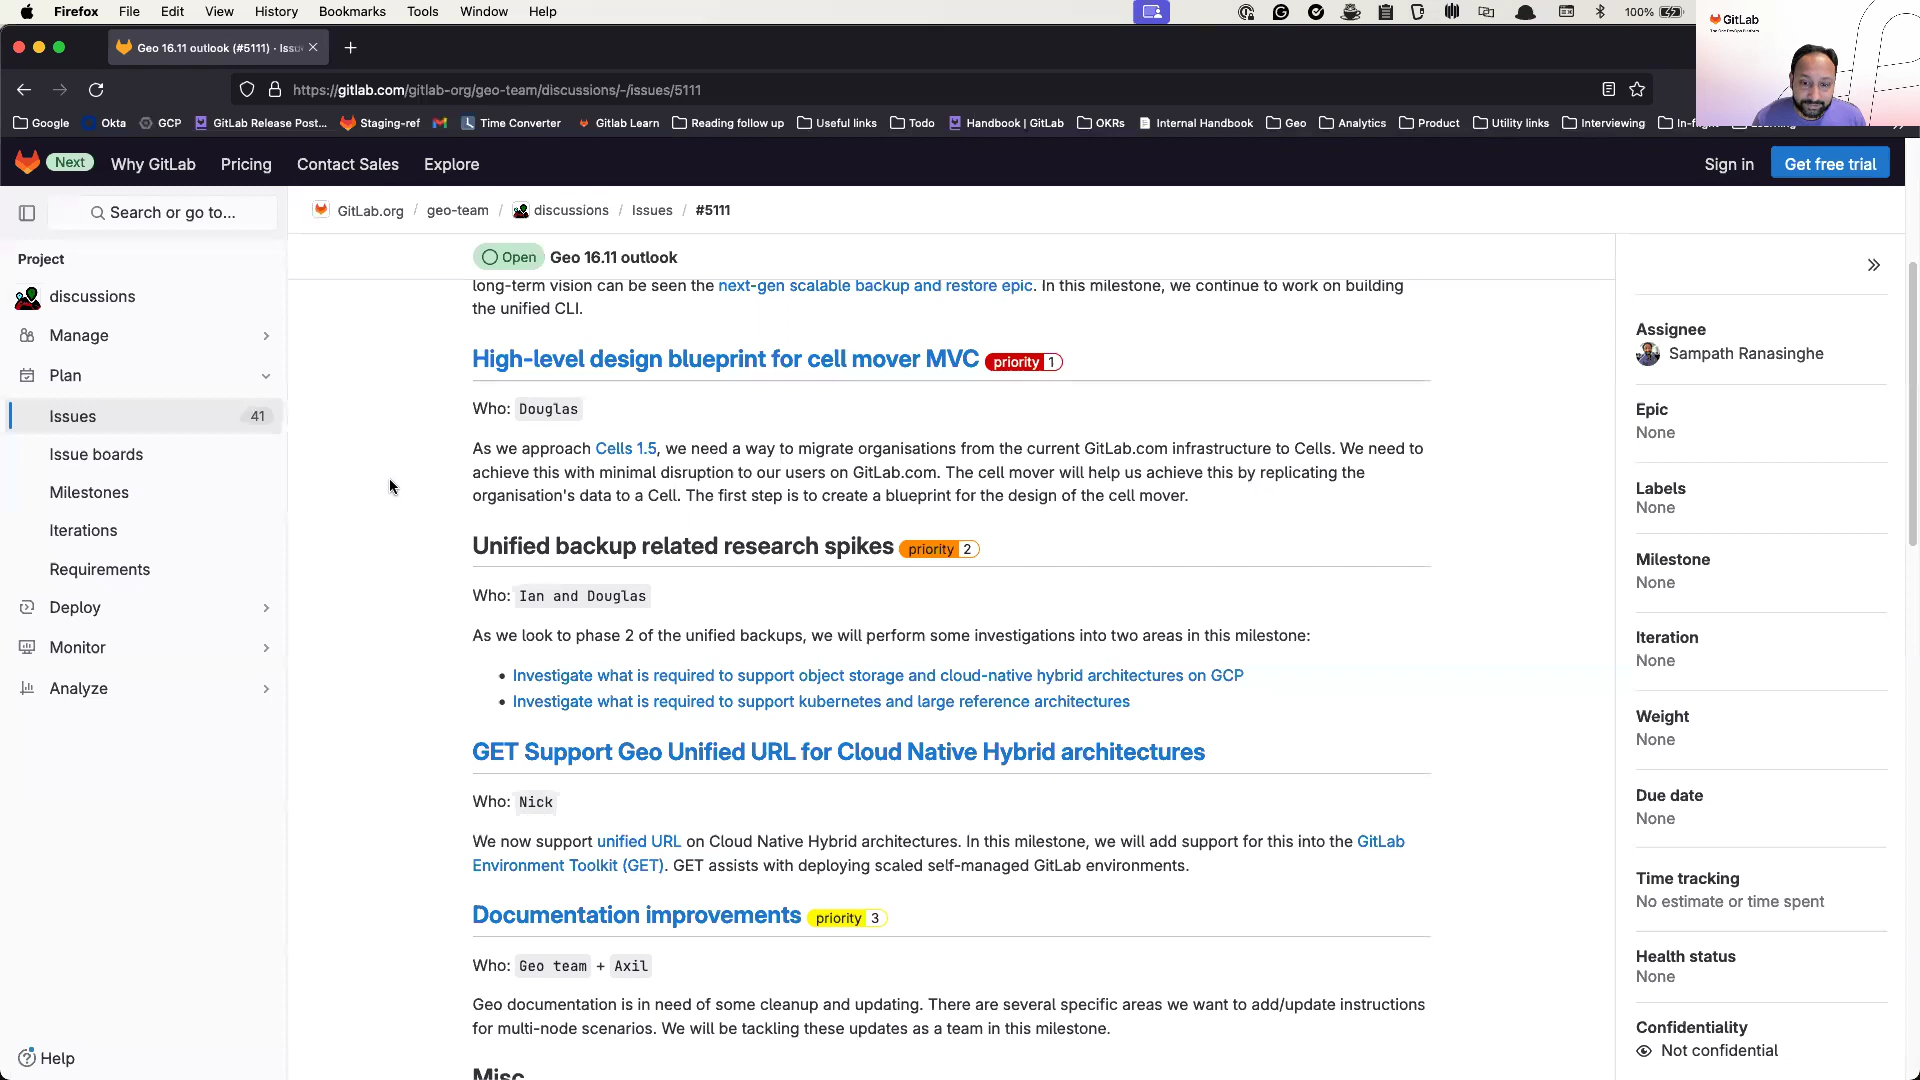 Firefox File Edit View History Bookmarks Tools Window Help
100%
Geo 16.11 outlook (#5111) · Issu
https://gitlab.com/gitlab-org/geo-team/discussions/-/issues/5111
Google Okta GCP GitLab Release Post... Staging-ref Time Converter Gitlab Learn Reading follow up Useful links Todo Handbook | GitLab OKRs Internal Handbook Geo Analytics Product Utility links Interviewing
GitLab
Next Why GitLab Pricing Contact Sales Explore Sign in Get free trial
Search or go to...
GitLab.org / geo-team / discussions / Issues / #5111
Project
discussions
Manage
Plan
Issues 41
Issue boards
Milestones
Iterations
Requirements
Deploy
Monitor
Analyze
Help
Open Geo 16.11 outlook
long-term vision can be seen the next-gen scalable backup and restore epic. In this milestone, we continue to work on building
the unified CLI.
High-level design blueprint for cell mover MVC priority 1
Who: Douglas
As we approach Cells 1.5, we need a way to migrate organisations from the current GitLab.com infrastructure to Cells. We need to
achieve this with minimal disruption to our users on GitLab.com. The cell mover will help us achieve this by replicating the
organisation's data to a Cell. The first step is to create a blueprint for the design of the cell mover.
Unified backup related research spikes priority 2
Who: Ian and Douglas
As we look to phase 2 of the unified backups, we will perform some investigations into two areas in this milestone:
• Investigate what is required to support object storage and cloud-native hybrid architectures on GCP
• Investigate what is required to support kubernetes and large reference architectures
GET Support Geo Unified URL for Cloud Native Hybrid architectures
Who: Nick
We now support unified URL on Cloud Native Hybrid architectures. In this milestone, we will add support for this into the GitLab
Environment Toolkit (GET). GET assists with deploying scaled self-managed GitLab environments.
Documentation improvements priority 3
Who: Geo team + Axil
Geo documentation is in need of some cleanup and updating. There are several specific areas we want to add/update instructions
for multi-node scenarios. We will be tackling these updates as a team in this milestone.
Misc
Assignee
Sampath Ranasinghe
Epic
None
Labels
None
Milestone
None
Iteration
None
Weight
None
Due date
None
Time tracking
No estimate or time spent
Health status
None
Confidentiality
Not confidential